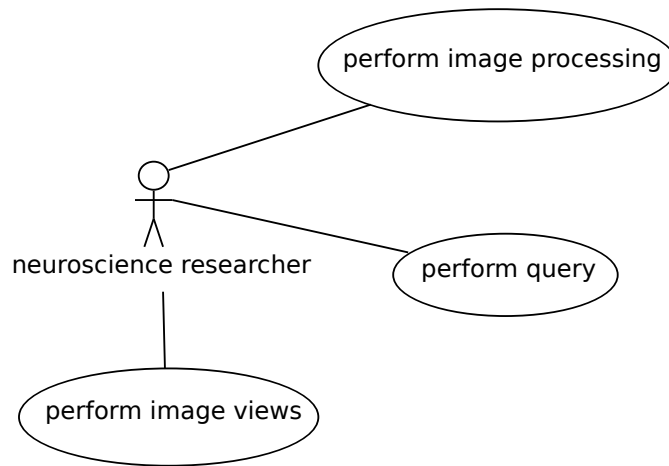 perform image processing
neuroscience researcher
perform query
perform image views